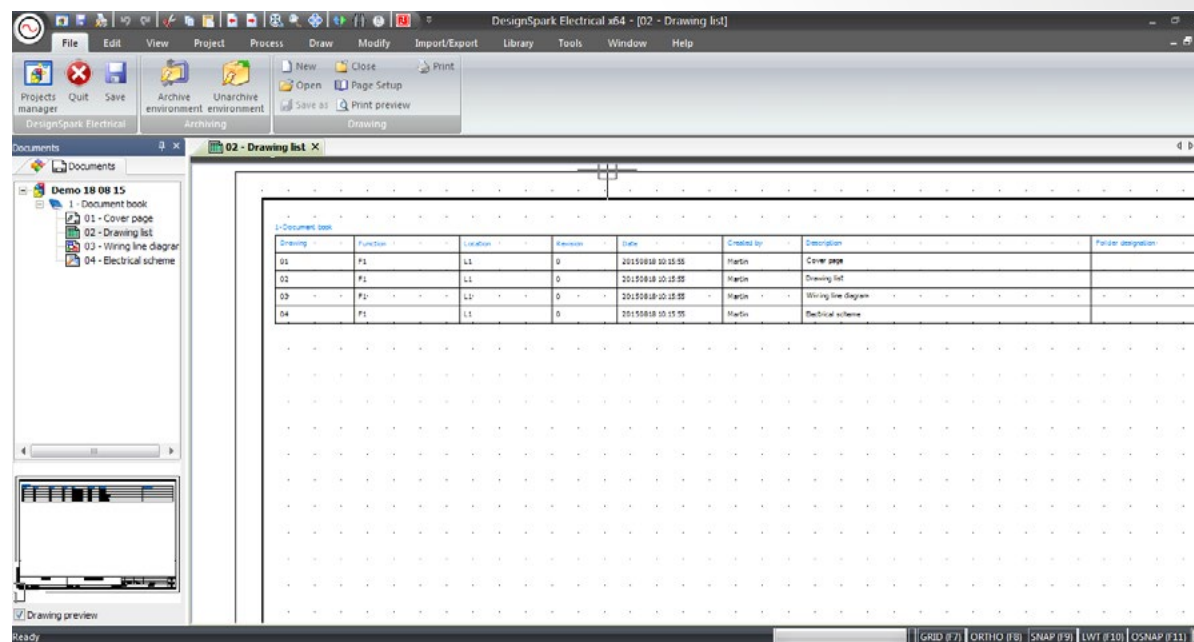 DesignSpark Electrical x64 - [02 - Drawing list]
File Edit View Project Process Draw Modify Import/Export Library Tools Window Help
Projects manager
Quit
Save
DesignSpark Electrical
Archive environment
Unarchive environment
Archiving
New
Close
Print
Open
Page Setup
Save as
Print preview
Drawing
Documents
02 - Drawing list
Documents
Demo 18 08 15
1 - Document book
01 - Cover page
02 - Drawing list
03 - Wiring line diagrar
04 - Electrical scheme
1-Document book
Drawing Function Location Revision Date Created by Description Folder designation
01 F1 L1 0 20150818 10:15:55 Martin Cover page
02 F1 L1 0 20150818 10:15:55 Martin Drawing list
03 F1 L1 0 20150818 10:15:55 Martin Wiring line diagram
04 F1 L1 0 20150818 10:15:55 Martin Electrical scheme
Drawing preview
Ready
GRID (F7) ORTHO (F8) SNAP (F9) LWT (F10) OSNAP (F11)